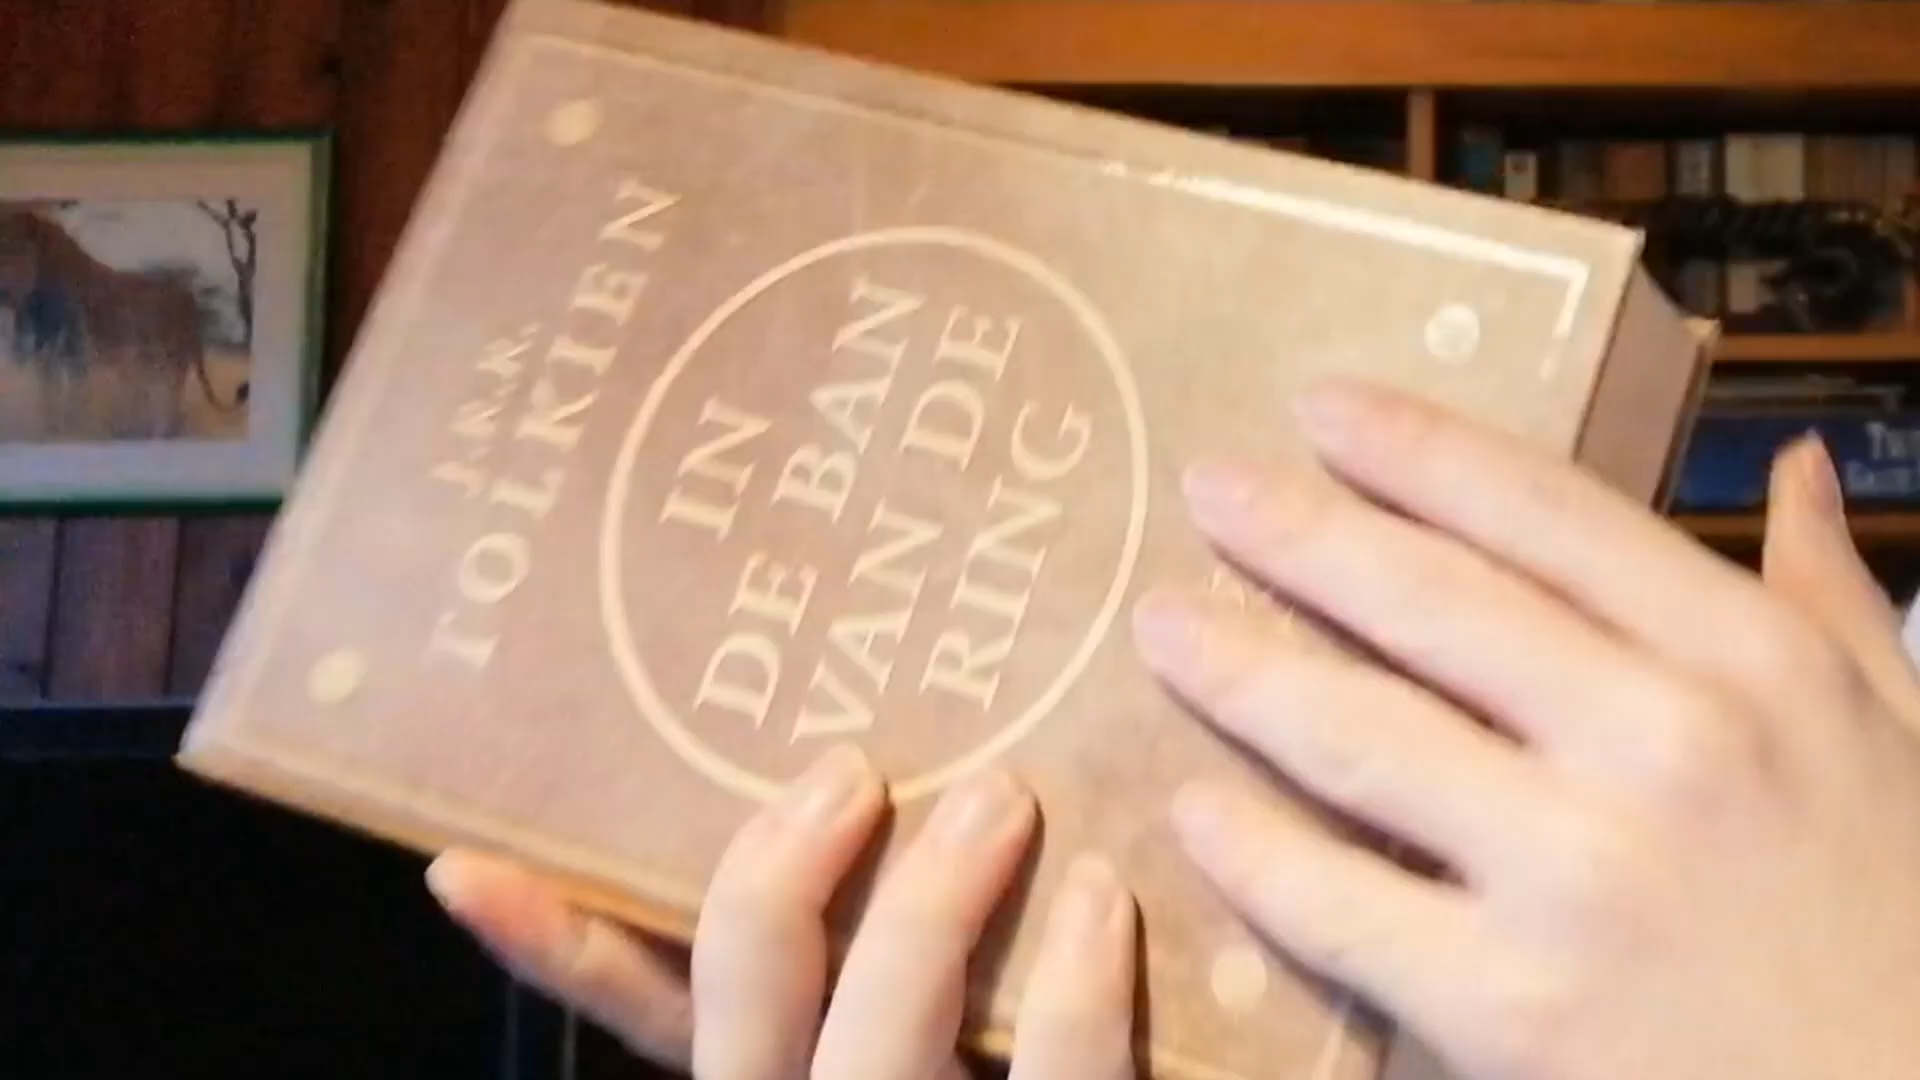 J.R.R.
TOLKIEN
IN
DE BAN
VAN DE
RING